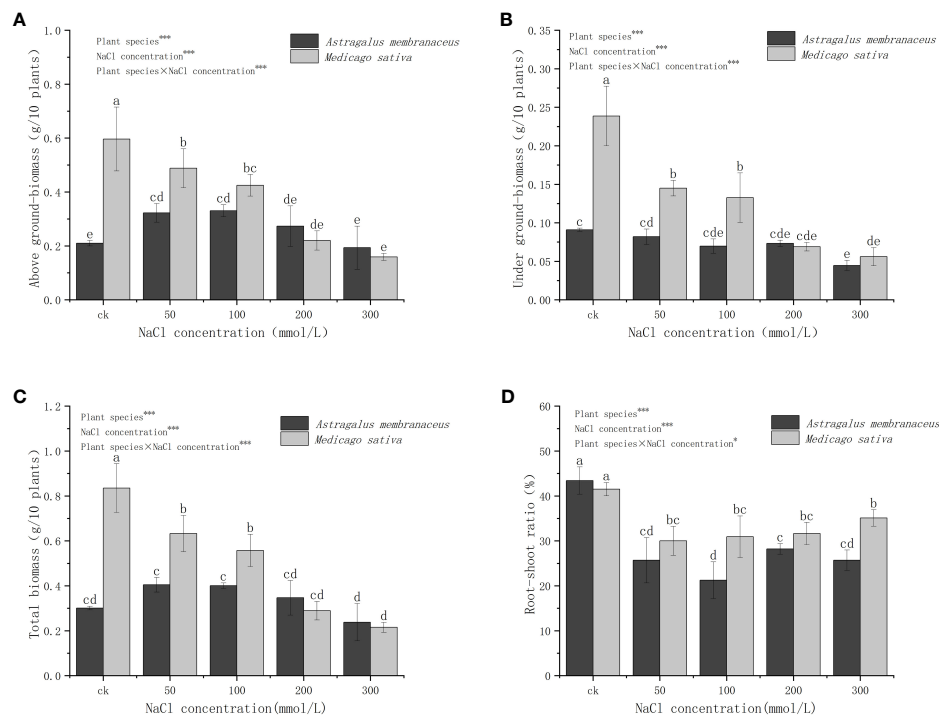 A
Above ground-biomass (g/10 plants)
1.0
0.8
0.6
0.4
0.2
0.0
Plant species***
NaCl concentration***
Plant species×NaCl concentration***
Astragalus membranaceus
Medicago sativa
e
a
cd
b
cd
bc
de
de
e
e
ck
50
100
200
300
NaCl concentration (mmol/L)
B
Under ground-biomass (g/10 plants)
0.35
0.30
0.25
0.20
0.15
0.10
0.05
0.00
Plant species***
NaCl concentration***
Plant species×NaCl concentration***
Astragalus membranaceus
Medicago sativa
c
a
cd
b
cde
b
cde
cde
e
de
ck
50
100
200
300
NaCl concentration (mmol/L)
C
Total biomass (g/10 plants)
1.2
1.0
0.8
0.6
0.4
0.2
0.0
Plant species***
NaCl concentration***
Plant species×NaCl concentration***
Astragalus membranaceus
Medicago sativa
cd
a
c
b
c
b
cd
cd
d
d
ck
50
100
200
300
NaCl concentration(mmol/L)
D
Root-shoot ratio (%)
60
50
40
30
20
10
0
Plant species***
NaCl concentration***
Plant species×NaCl concentration*
Astragalus membranaceus
Medicago sativa
a
a
cd
bc
d
bc
c
bc
cd
b
ck
50
100
200
300
NaCl concentration(mmol/L)